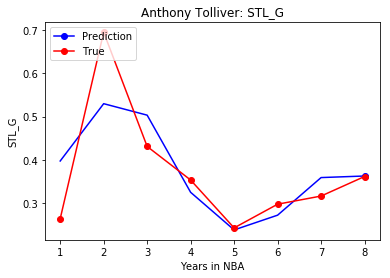 Anthony Tolliver: STL_G
Prediction
True
0.7
0.6
0.5
0.4
0.3
STL_G
1 2 3 4 5 6 7 8
Years in NBA